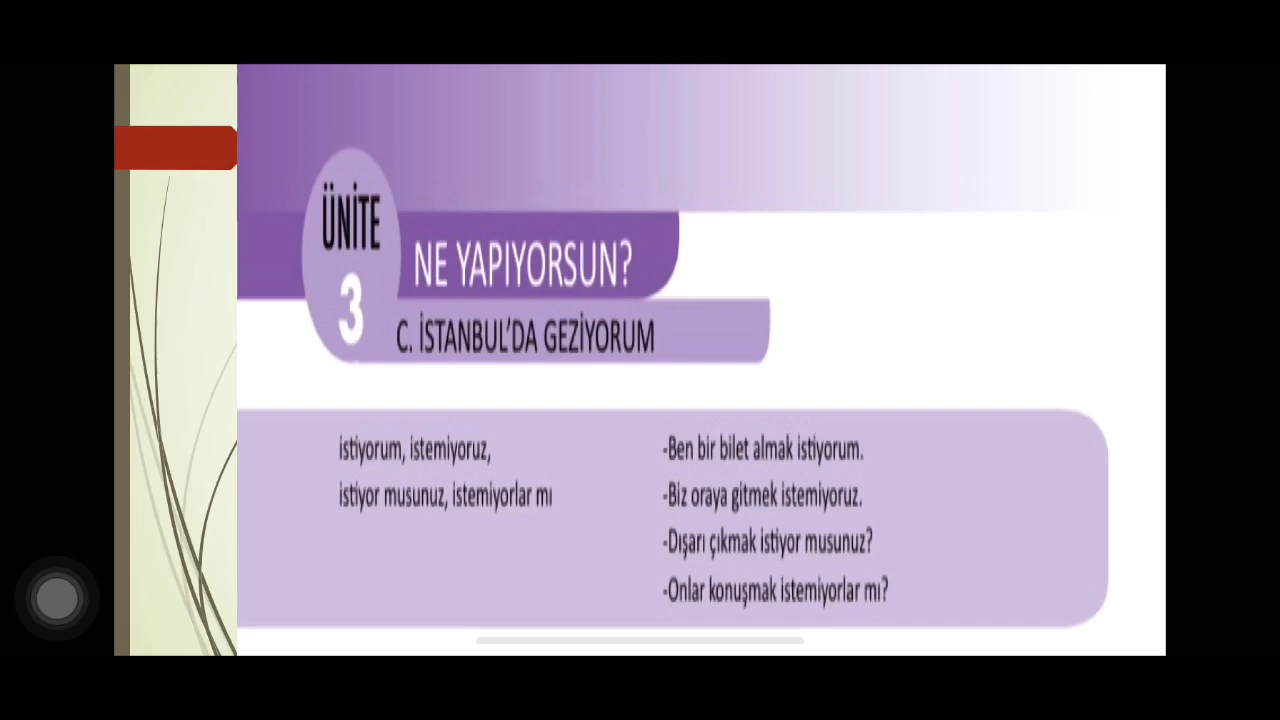 ÜNİTE
3
NE YAPIYORSUN?
C. İSTANBUL'DA GEZİYORUM
istiyorum, istemiyoruz,
istiyor musunuz, istemiyorlar mı
-Ben bir bilet almak istiyorum.
-Biz oraya gitmek istemiyoruz.
-Dışarı çıkmak istiyor musunuz?
-Onlar konuşmak istemiyorlar mı?